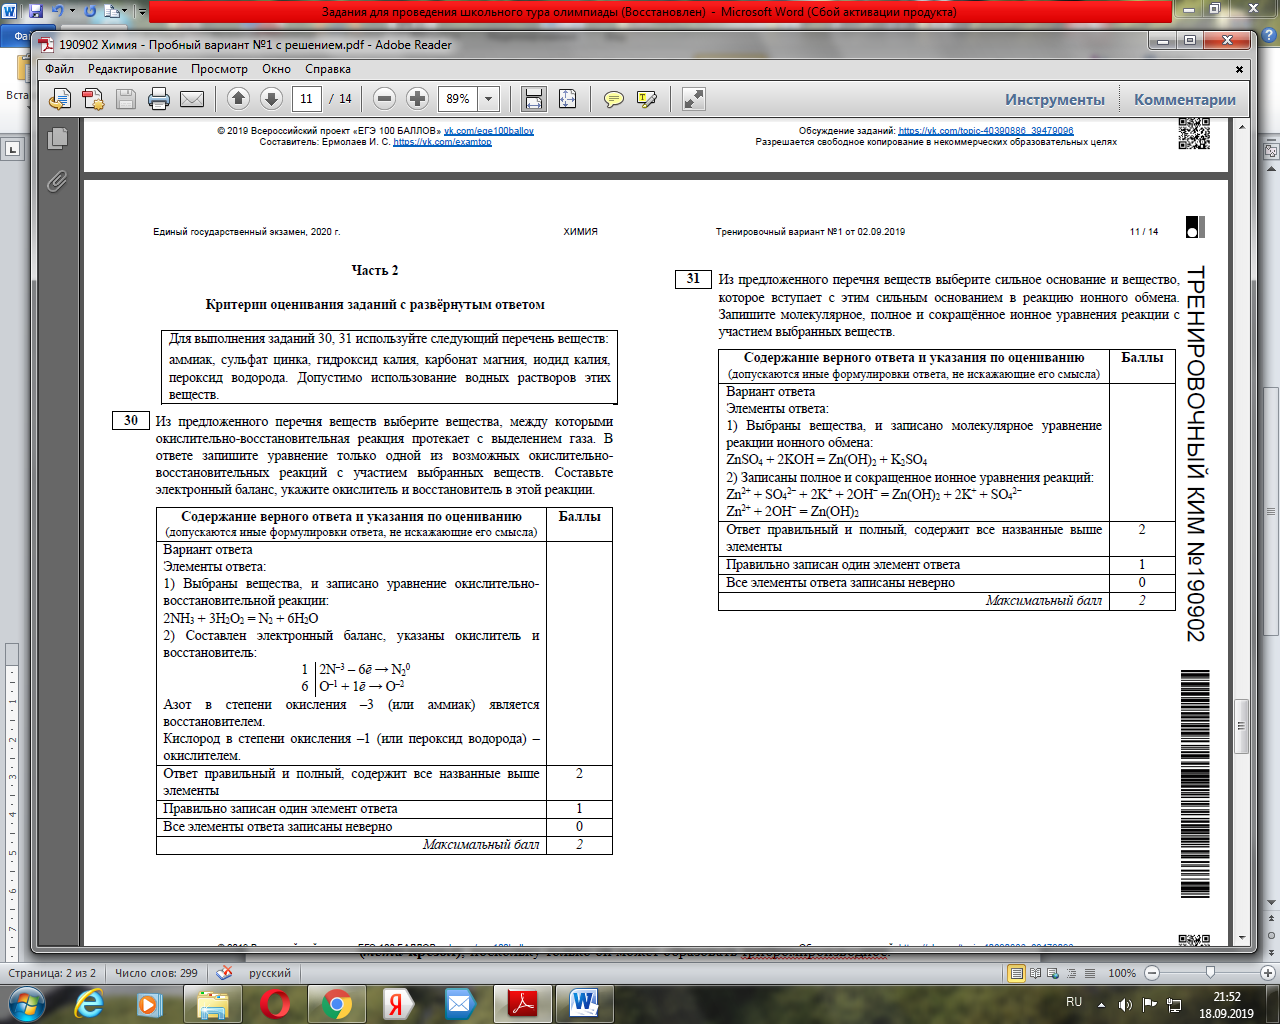 Задания для проведения школьного тура олимпиады (Восстановлен) - Microsoft Word (Сбой активации продукта)
190902 Химия - Пробный вариант №1 с решением.pdf - Adobe Reader
Файл Редактирование Просмотр Окно Справка
11 / 14 89% Инструменты Комментарии
© 2019 Всероссийский проект «ЕГЭ 100 БАЛЛОВ» vk.com/ege100ballov
Составитель: Ермолаев И. С. https://vk.com/examtop
Обсуждение заданий: https://vk.com/topic-40390886_39479096
Разрешается свободное копирование в некоммерческих образовательных целях
Единый государственный экзамен, 2020 г. ХИМИЯ Тренировочный вариант №1 от 02.09.2019 11 / 14
Часть 2
Критерии оценивания заданий с развёрнутым ответом
Для выполнения заданий 30, 31 используйте следующий перечень веществ:
аммиак, сульфат цинка, гидроксид калия, карбонат магния, иодид калия,
пероксид водорода. Допустимо использование водных растворов этих
веществ.
30 Из предложенного перечня веществ выберите вещества, между которыми
окислительно-восстановительная реакция протекает с выделением газа. В
ответе запишите уравнение только одной из возможных окислительно-
восстановительных реакций с участием выбранных веществ. Составьте
электронный баланс, укажите окислитель и восстановитель в этой реакции.
Содержание верного ответа и указания по оцениванию Баллы
(допускаются иные формулировки ответа, не искажающие его смысла)
Вариант ответа
Элементы ответа:
1) Выбраны вещества, и записано уравнение окислительно-
восстановительной реакции:
2NH₃ + 3H₂O₂ = N₂ + 6H₂O
2) Составлен электронный баланс, указаны окислитель и
восстановитель:
1 | 2N⁻³ – 6ē → N₂⁰
6 | O⁻¹ + 1ē → O⁻²
Азот в степени окисления –3 (или аммиак) является
восстановителем.
Кислород в степени окисления –1 (или пероксид водорода) –
окислителем.
Ответ правильный и полный, содержит все названные выше 2
элементы
Правильно записан один элемент ответа 1
Все элементы ответа записаны неверно 0
Максимальный балл 2
31 Из предложенного перечня веществ выберите сильное основание и вещество,
которое вступает с этим сильным основанием в реакцию ионного обмена.
Запишите молекулярное, полное и сокращённое ионное уравнения реакции с
участием выбранных веществ.
Содержание верного ответа и указания по оцениванию Баллы
(допускаются иные формулировки ответа, не искажающие его смысла)
Вариант ответа
Элементы ответа:
1) Выбраны вещества, и записано молекулярное уравнение
реакции ионного обмена:
ZnSO₄ + 2KOH = Zn(OH)₂ + K₂SO₄
2) Записаны полное и сокращенное ионное уравнения реакций:
Zn²⁺ + SO₄²⁻ + 2K⁺ + 2OH⁻ = Zn(OH)₂ + 2K⁺ + SO₄²⁻
Zn²⁺ + 2OH⁻ = Zn(OH)₂
Ответ правильный и полный, содержит все названные выше 2
элементы
Правильно записан один элемент ответа 1
Все элементы ответа записаны неверно 0
Максимальный балл 2
ТРЕНИРОВОЧНЫЙ КИМ №190902
Страница: 2 из 2 Число слов: 299 русский 100%
RU 21:52
18.09.2019